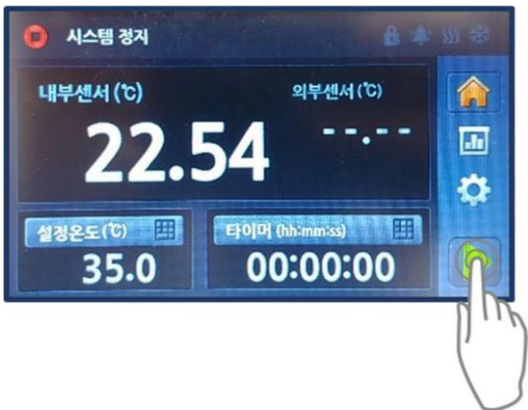 시스템 정지
내부센서 (℃) 외부센서 (℃)
22.54 --.--
설정온도(℃) 타이머 (hh:mm:ss)
35.0 00:00:00